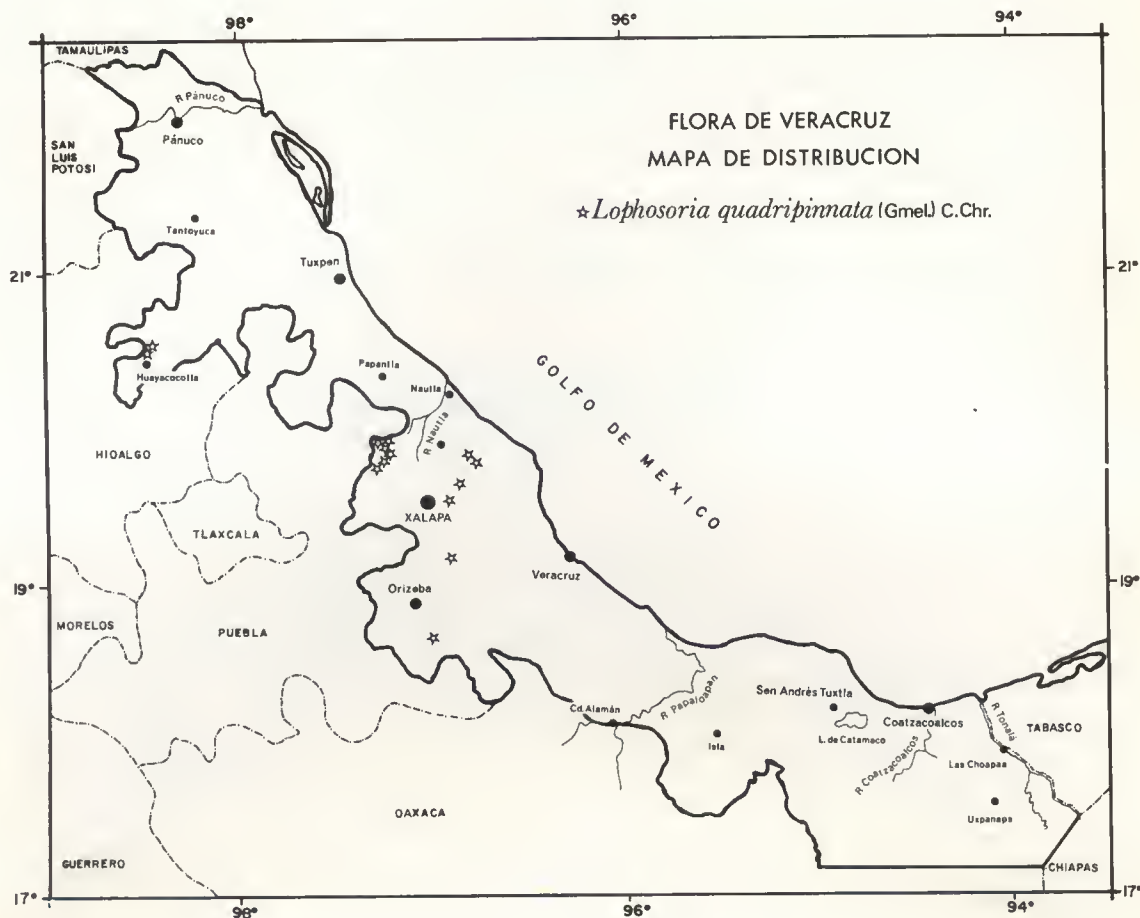 98° 96° 94°
TAMAULIPAS
R Pánuco
Pánuco
SAN
LUIS
POTOSI
FLORA DE VERACRUZ
MAPA DE DISTRIBUCION
☆ Lophosoria quadripinnata (Gmel.) C.Chr.
Tantoyuca
Tuxpan
21° 21°
GOLFO DE MEXICO
Huayacocotla
Papantla
Nautla
R Nautla
HIDALGO
XALAPA
TLAXCALA
Veracruz
19° 19°
Orizaba
MORELOS
PUEBLA
R Papaloapan
San Andrés Tuxtla
Cd. Alamán
Coatzacoalcos
R Tonalá
TABASCO
L. de Catamaco
Isla
R Coatzacoalcos
Las Choapas
Uxpanapa
OAXACA
GUERRERO
CHIAPAS
17° 17°
98° 96° 94°